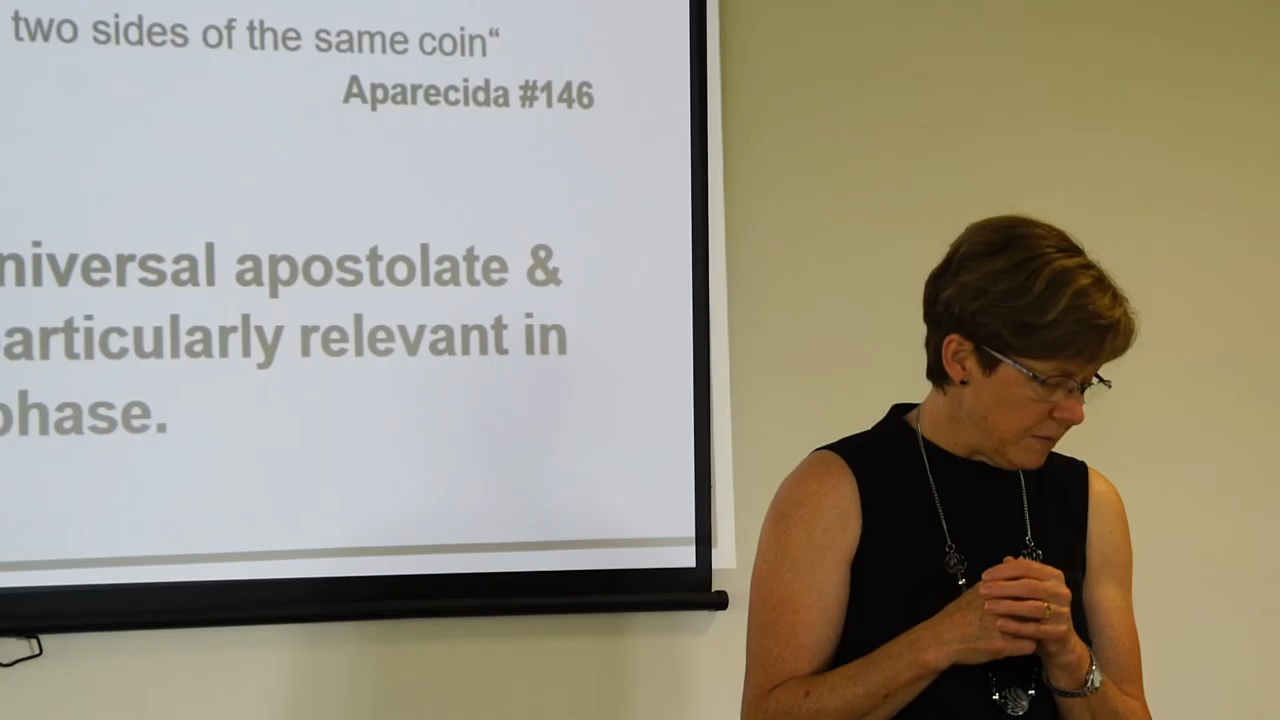 two sides of the same coin“
Aparecida #146
niversal apostolate &
articularly relevant in
phase.